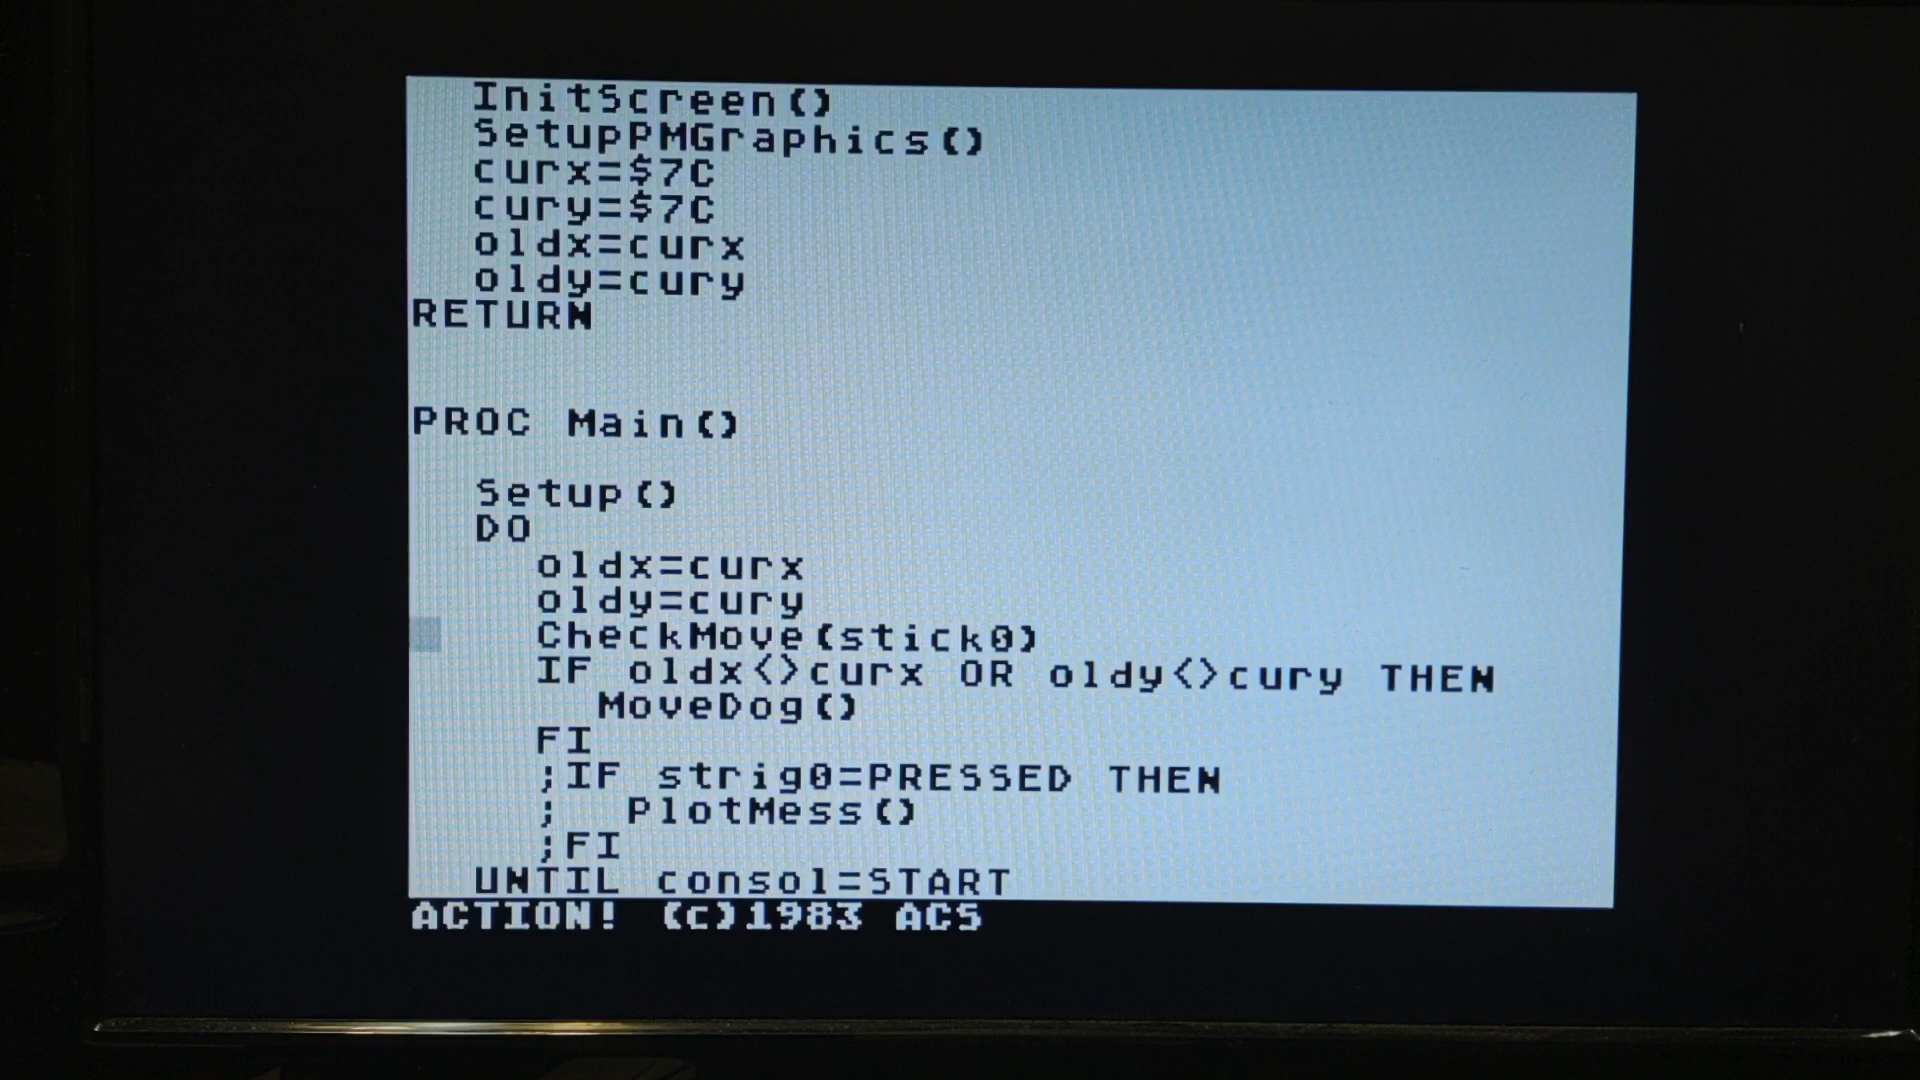 InitScreen()
SetupPMGraphics()
curx=$7C
cury=$7C
oldx=curx
oldy=cury
RETURN
PROC Main()
Setup()
DO
oldx=curx
oldy=cury
CheckMove(stick0)
IF oldx<>curx OR oldy<>cury THEN
MoveDog()
FI
;IF strig0=PRESSED THEN
; PlotMess()
;FI
UNTIL consol=START
ACTION! (c)1983 ACS